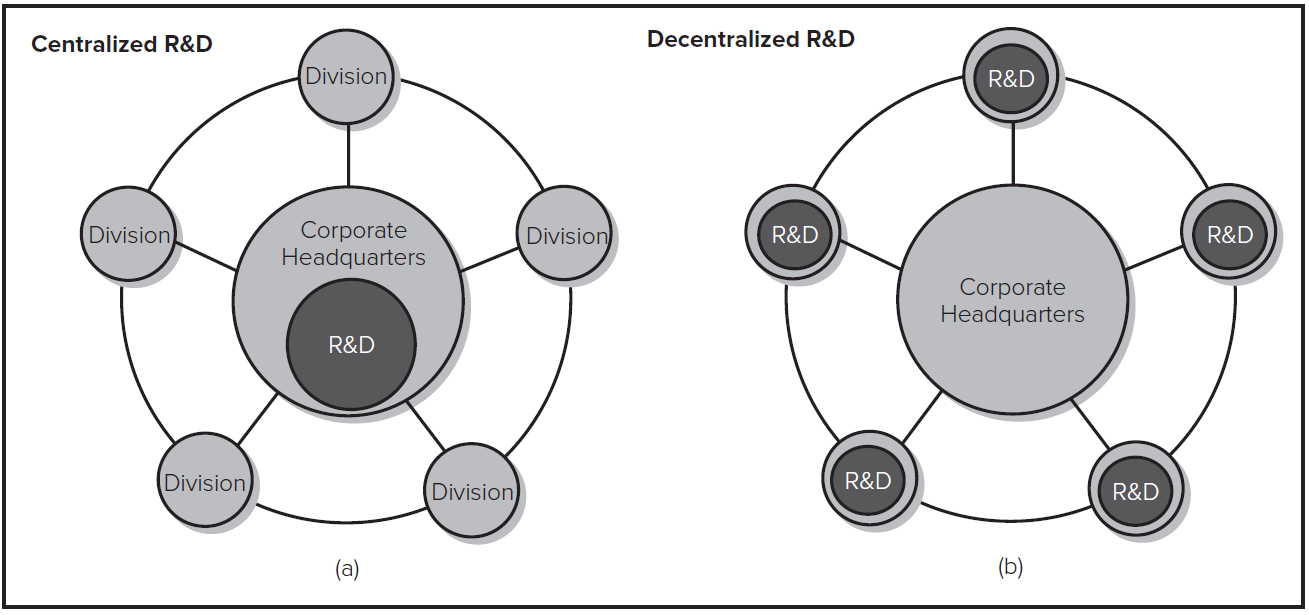 Centralized R&D
Division
Division
Division
Corporate
Headquarters
R&D
Division
Division
(a)
Decentralized R&D
R&D
R&D
R&D
Corporate
Headquarters
R&D
R&D
(b)